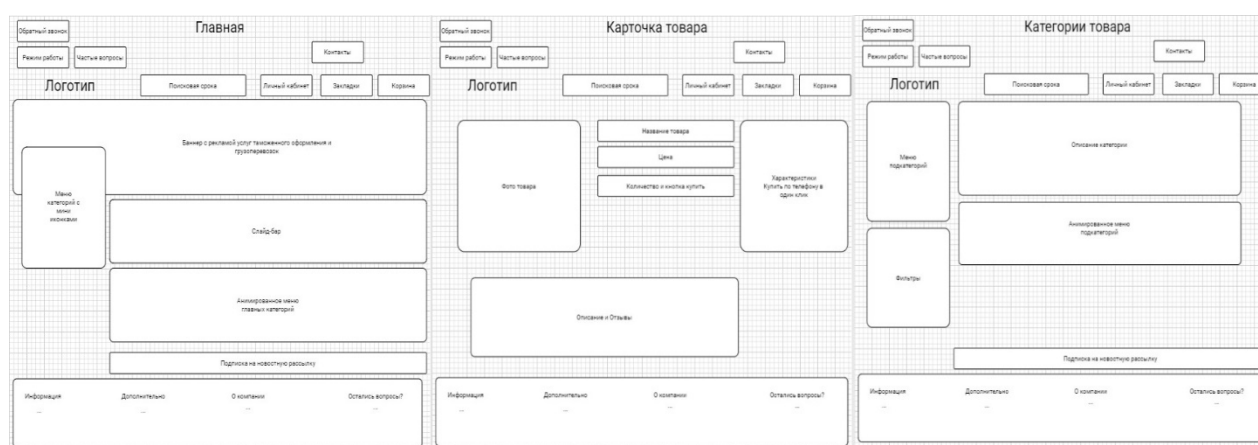 Главная
Обратный звонок
Режим работы
Частые вопросы
Контакты
Логотип
Поисковая срока
Личный кабинет
Закладки
Корзина
Баннер с рекламой услуг таможенного оформления и
грузоперевозок
Меню
категорий с
мини
иконками
Слайд-бар
Анимированное меню
главных категорий
Подписка на новостную рассылку
Информация
Дополнительно
О компании
Остались вопросы?
...
...
...
...
Карточка товара
Обратный звонок
Режим работы
Частые вопросы
Контакты
Логотип
Поисковая срока
Личный кабинет
Закладки
Корзина
Фото товара
Название товара
Цена
Количество и кнопка купить
Характеристики
Купить по телефону в
один клик
Описание и Отзывы
Информация
Дополнительно
О компании
Остались вопросы?
...
...
...
...
Категории товара
Обратный звонок
Режим работы
Частые вопросы
Контакты
Логотип
Поисковая срока
Личный кабинет
Закладки
Корзина
Меню
подкатегорий
Описание категории
Анимированное меню
подкатегорий
Фильтры
Подписка на новостную рассылку
Информация
Дополнительно
О компании
Остались вопросы?
...
...
...
...